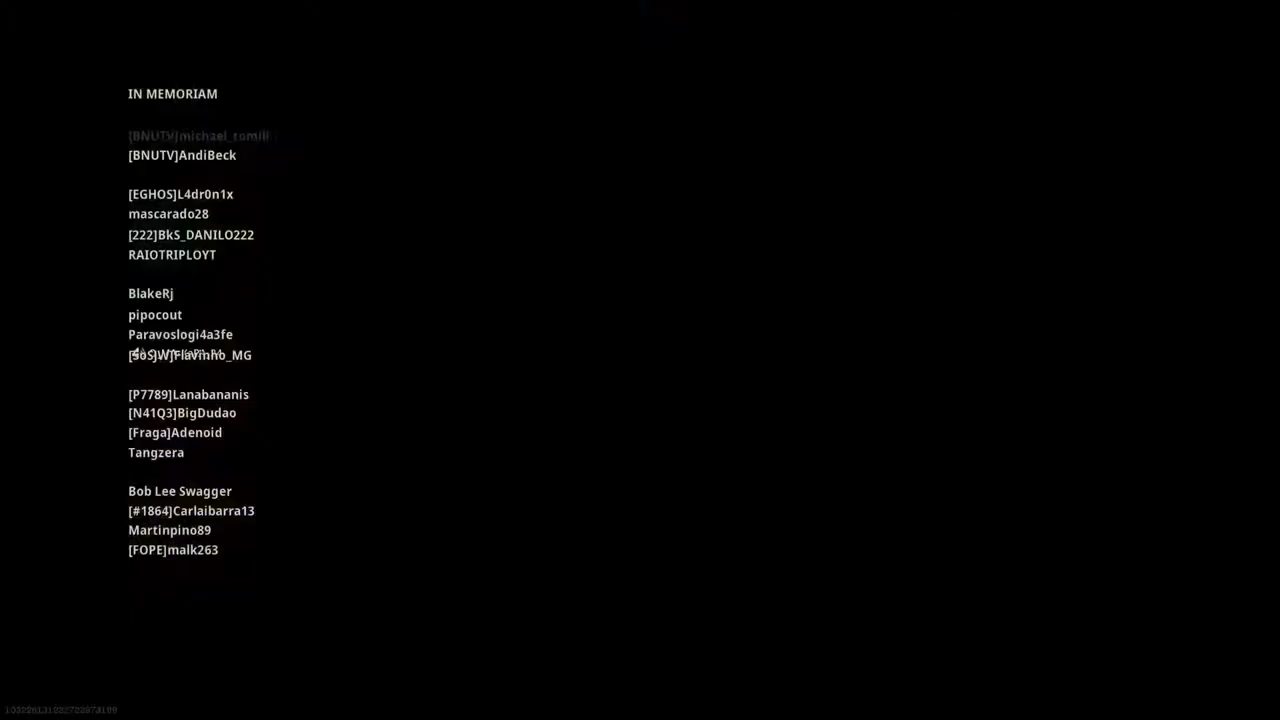 IN MEMORIAM
[BNUTV]AndiBeck
[EGHOS]L4dr0n1x
mascarado28
[222]BkS_DANILO222
RAIOTRIPLOYT
BlakeRj
pipocout
Paravoslogi4a3fe
[P7789]Lanabananis
[N41Q3]BigDudao
[Fraga]Adenoid
Tangzera
Bob Lee Swagger
[#1864]Carlaibarra13
Martinpino89
[FOPE]malk263